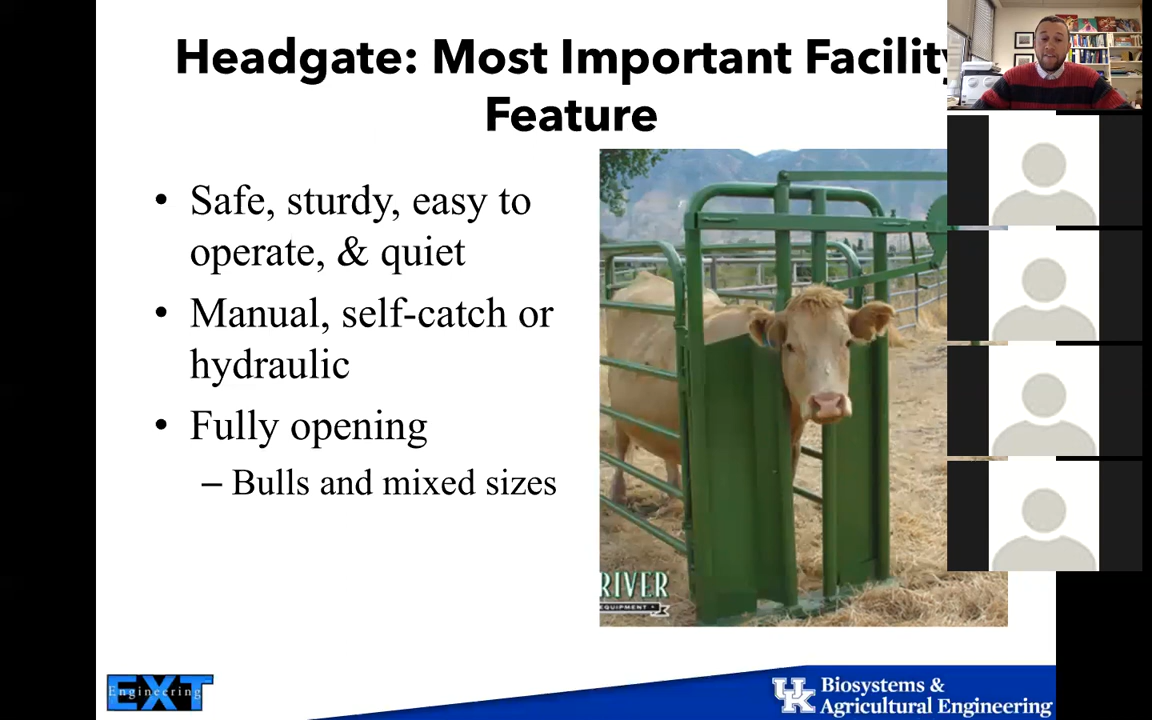 Headgate: Most Important Facility
Feature
• Safe, sturdy, easy to
operate, & quiet
• Manual, self-catch or
hydraulic
• Fully opening
– Bulls and mixed sizes
RIVER
EQUIPMENT
EXT
Engineering
UK
Biosystems &
Agricultural Engineering